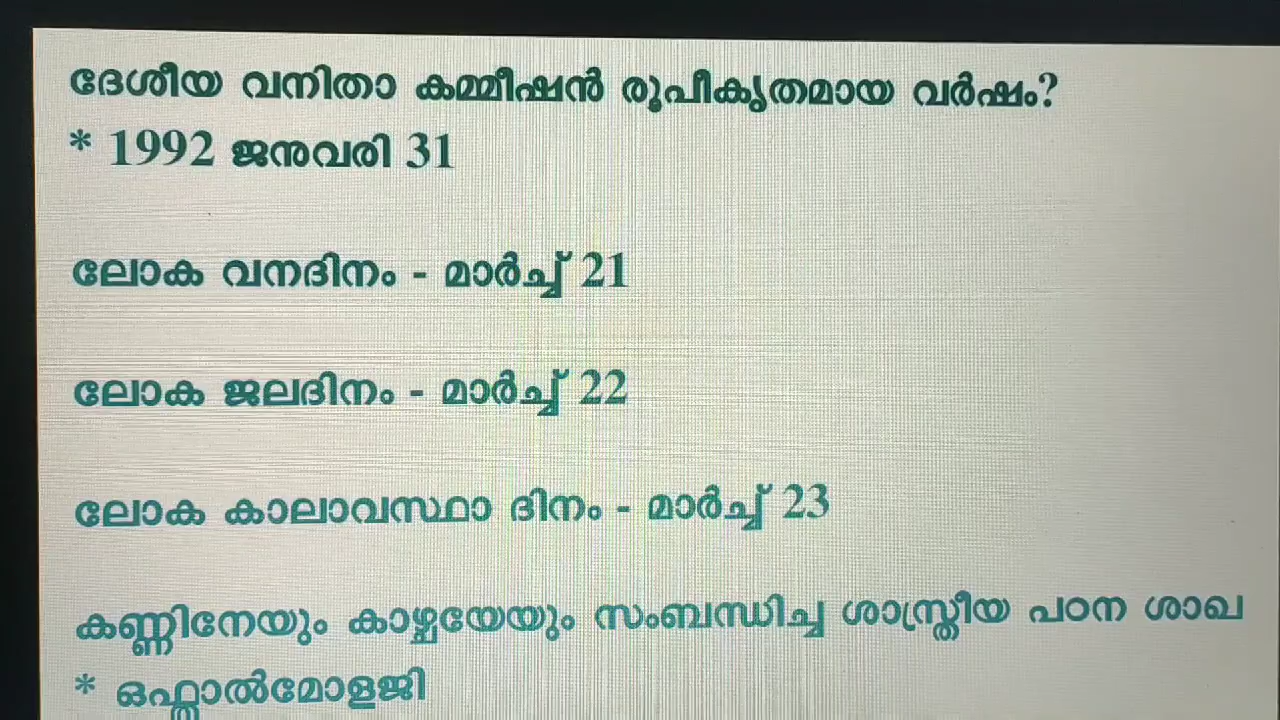 ദേശീയ വനിതാ കമ്മീഷൻ രൂപീകൃതമായ വർഷം?
* 1992 ജനുവരി 31
ലോക വനദിനം - മാർച്ച് 21
ലോക ജലദിനം - മാർച്ച് 22
ലോക കാലാവസ്ഥാ ദിനം - മാർച്ച് 23
കണ്ണിനേയും കാഴ്ചയേയും സംബന്ധിച്ച ശാസ്ത്രീയ പഠന ശാഖ
* ഒഫ്താൽമോളജി